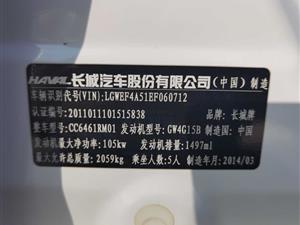 HAVAL 长城汽车股份有限公司(中国)制造
车辆识别代号(VIN):LGWEF4A51EF060712
认证编号:2011011101515838 品牌:长城牌
整车型号:CC6461RM01 发动机型号:GW4G15B 制造国:中国
发动机最大净功率:105kw 发动机排量:1497ml
最大允许总质量:2059kg 乘坐人数:5人 制造年月:2014/03